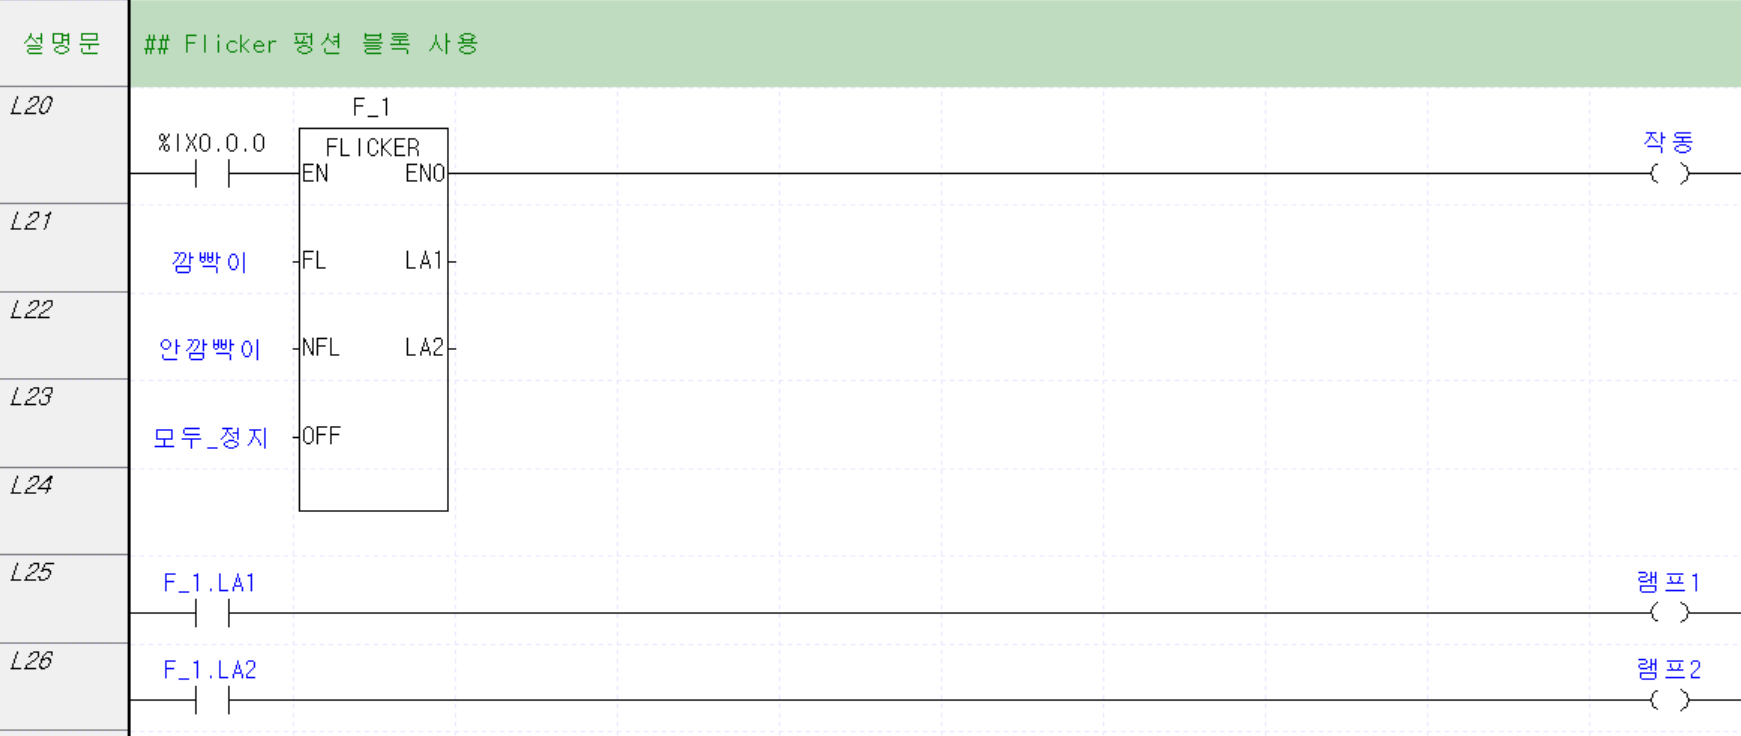 설명문 ## Flicker 평션 블록 사용
L20 F_1
%IX0.0.0 FLICKER 작동
EN ENO
L21
깜빡이 FL LA1
L22
안깜빡이 NFL LA2
L23
모두_정지 OFF
L24
L25 F_1.LA1 램프1
L26 F_1.LA2 램프2